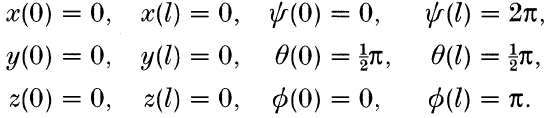 x(0) = 0, x(l) = 0, ψ(0) = 0, ψ(l) = 2π,
y(0) = 0, y(l) = 0, θ(0) = ½π, θ(l) = ½π,
z(0) = 0, z(l) = 0, ϕ(0) = 0, ϕ(l) = π.